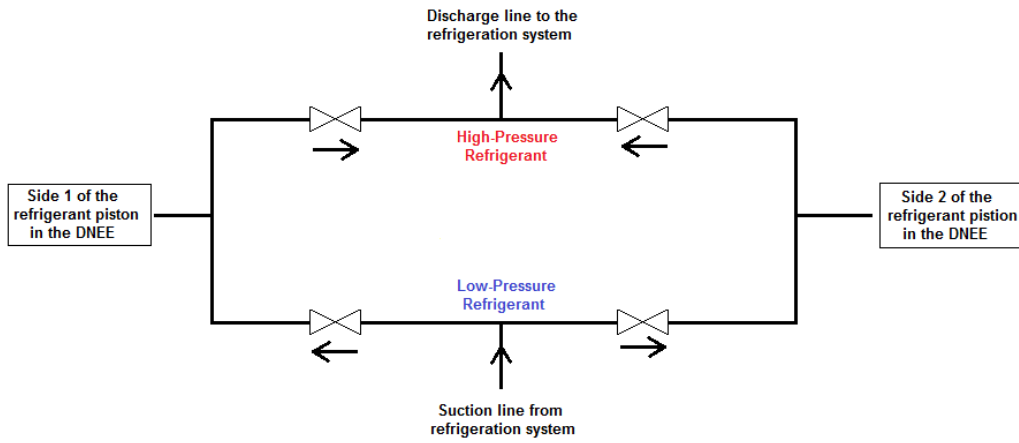 Discharge line to the
refrigeration system
High-Pressure
Refrigerant
Side 1 of the
refrigerant piston
in the DNEE
Side 2 of the
refrigerant pistion
in the DNEE
Low-Pressure
Refrigerant
Suction line from
refrigeration system